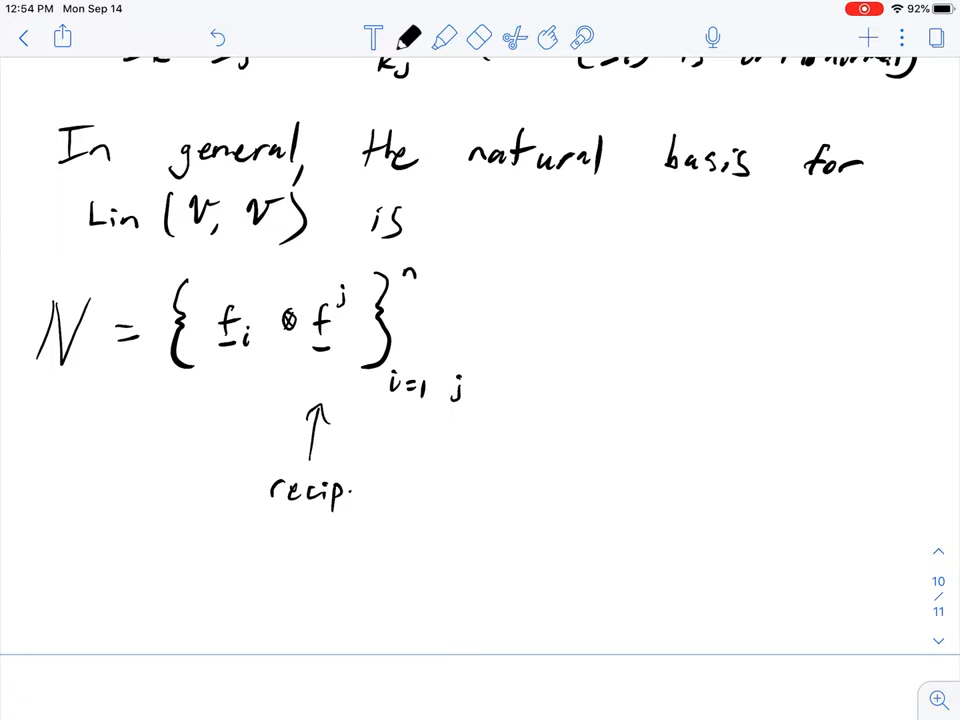 12:54 PM Mon Sep 14
92%
In general, the natural basis for
Lin (V, V) is
N = { f_i ⊗ f^j }^n_{i=1 j}
↑
recip.
10
/
11